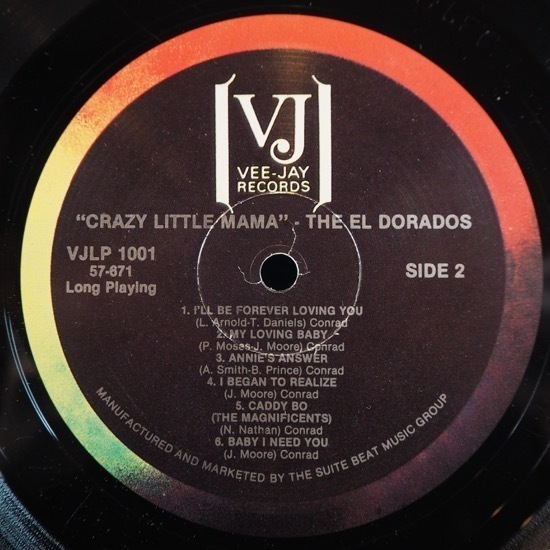 VJ
VEE-JAY
RECORDS
"CRAZY LITTLE MAMA" - THE EL DORADOS
VJLP 1001
57-671
Long Playing
SIDE 2
1. I'LL BE FOREVER LOVING YOU
(L. Arnold-T. Daniels) Conrad
2. MY LOVING BABY
(P. Moses-J. Moore) Conrad
3. ANNIE'S ANSWER
(A. Smith-B. Prince) Conrad
4. I BEGAN TO REALIZE
(J. Moore) Conrad
5. CADDY BO
(THE MAGNIFICENTS)
(N. Nathan) Conrad
6. BABY I NEED YOU
(J. Moore) Conrad
MANUFACTURED AND MARKETED BY THE SUITE BEAT MUSIC GROUP